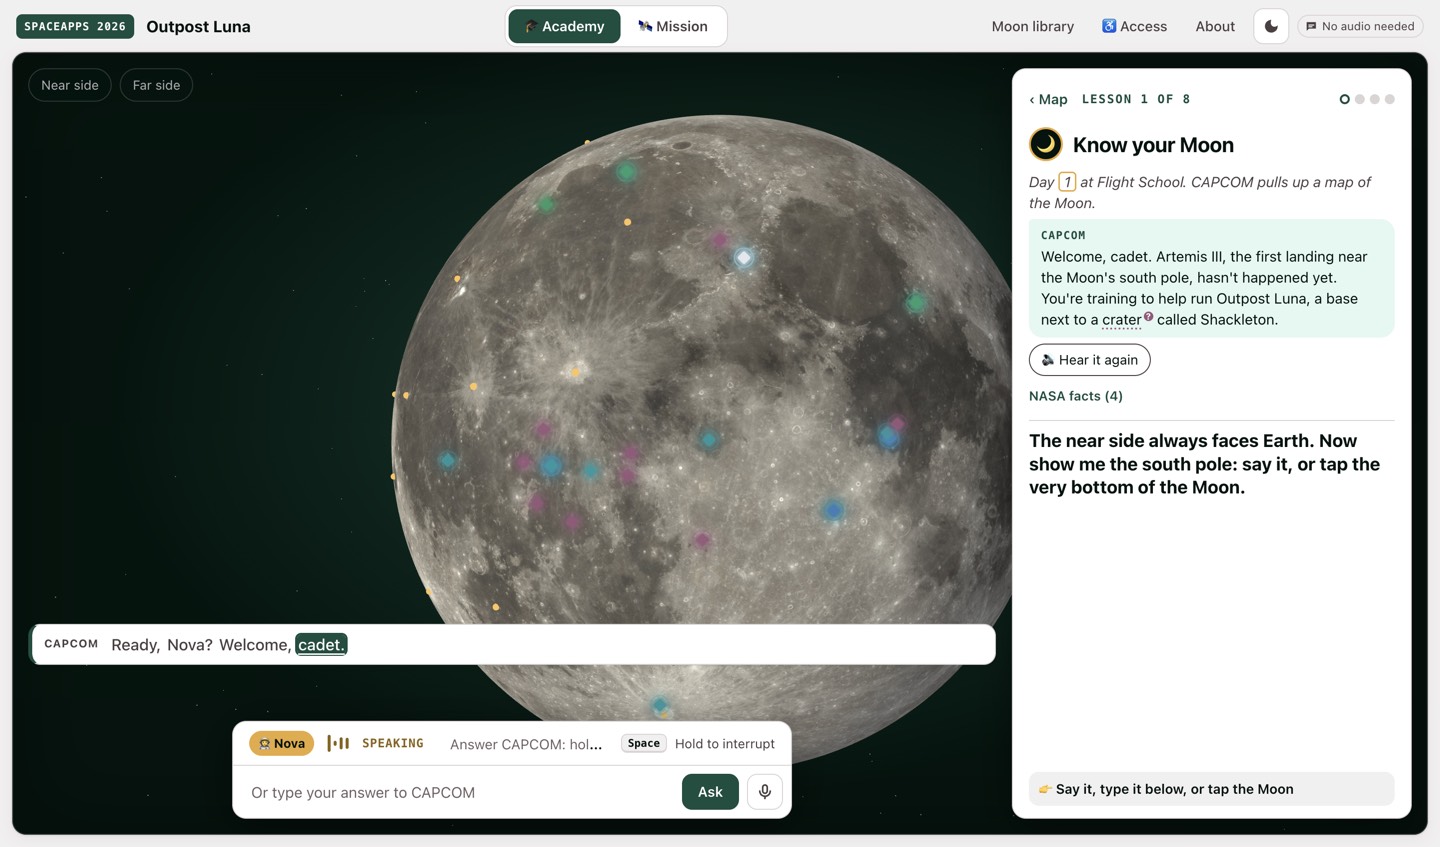 SPACEAPPS 2026
Outpost Luna
Academy
Mission
Moon library
Access
About
No audio needed
Near side
Far side
‹ Map
LESSON 1 OF 8
Know your Moon
Day 1 at Flight School. CAPCOM pulls up a map of
the Moon.
CAPCOM
Welcome, cadet. Artemis III, the first landing near
the Moon's south pole, hasn't happened yet.
You're training to help run Outpost Luna, a base
next to a crater? called Shackleton.
Hear it again
NASA facts (4)
The near side always faces Earth. Now
show me the south pole: say it, or tap the
very bottom of the Moon.
CAPCOM
Ready, Nova? Welcome, cadet.
Nova
SPEAKING
Answer CAPCOM: hol...
Space
Hold to interrupt
Or type your answer to CAPCOM
Ask
Say it, type it below, or tap the Moon